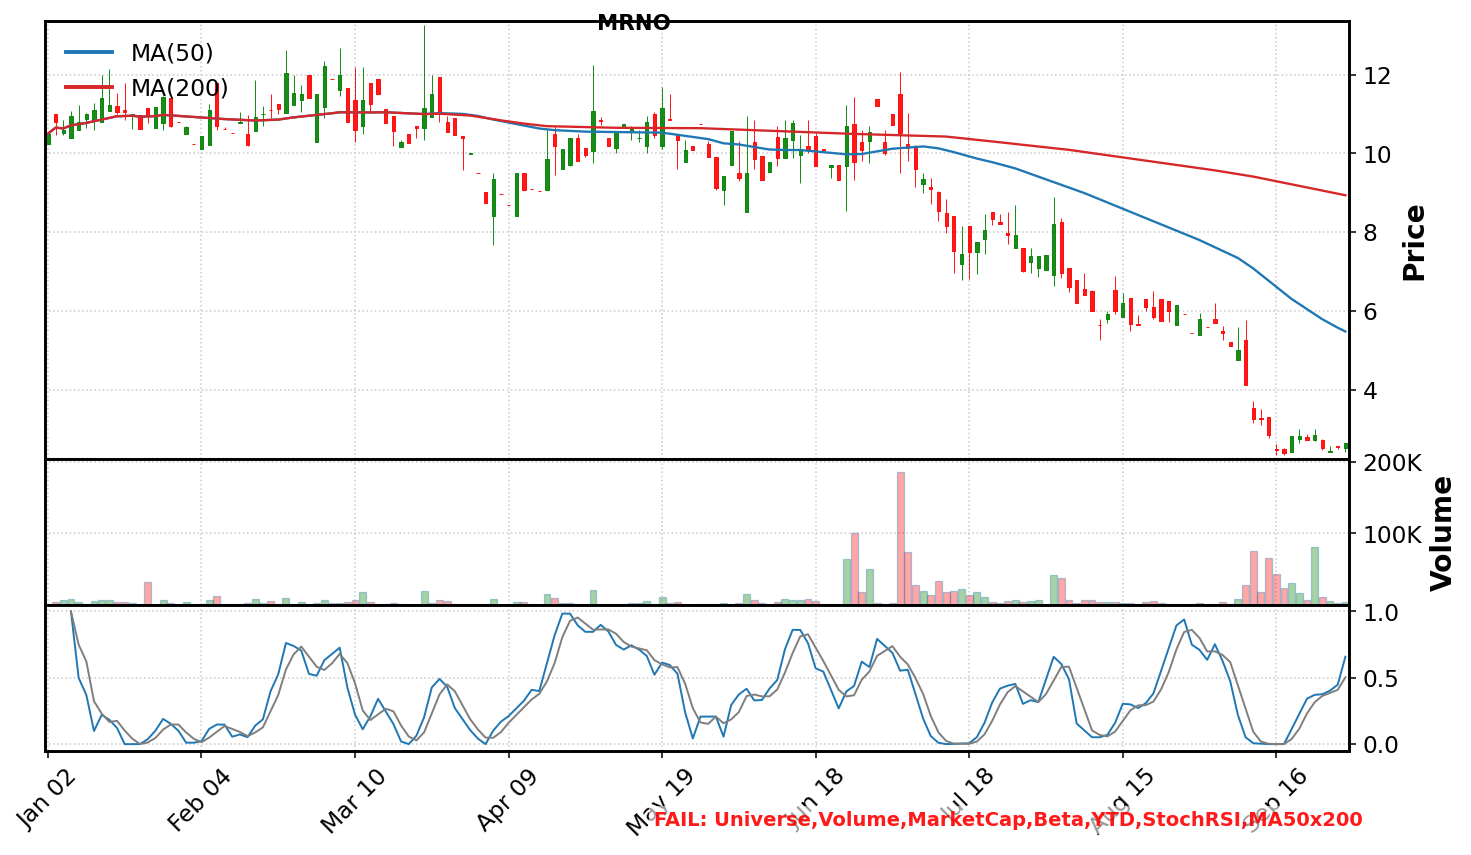 MRNO
MA(50)
MA(200)
12
10
8
6
4
Price
200K
100K
Volume
1.0
0.5
0.0
Jan 02
Feb 04
Mar 10
Apr 09
May 19
Jun 18
Jul 18
Aug 15
Sep 16
FAIL: Universe,Volume,MarketCap,Beta,YTD,StochRSI,MA50x200